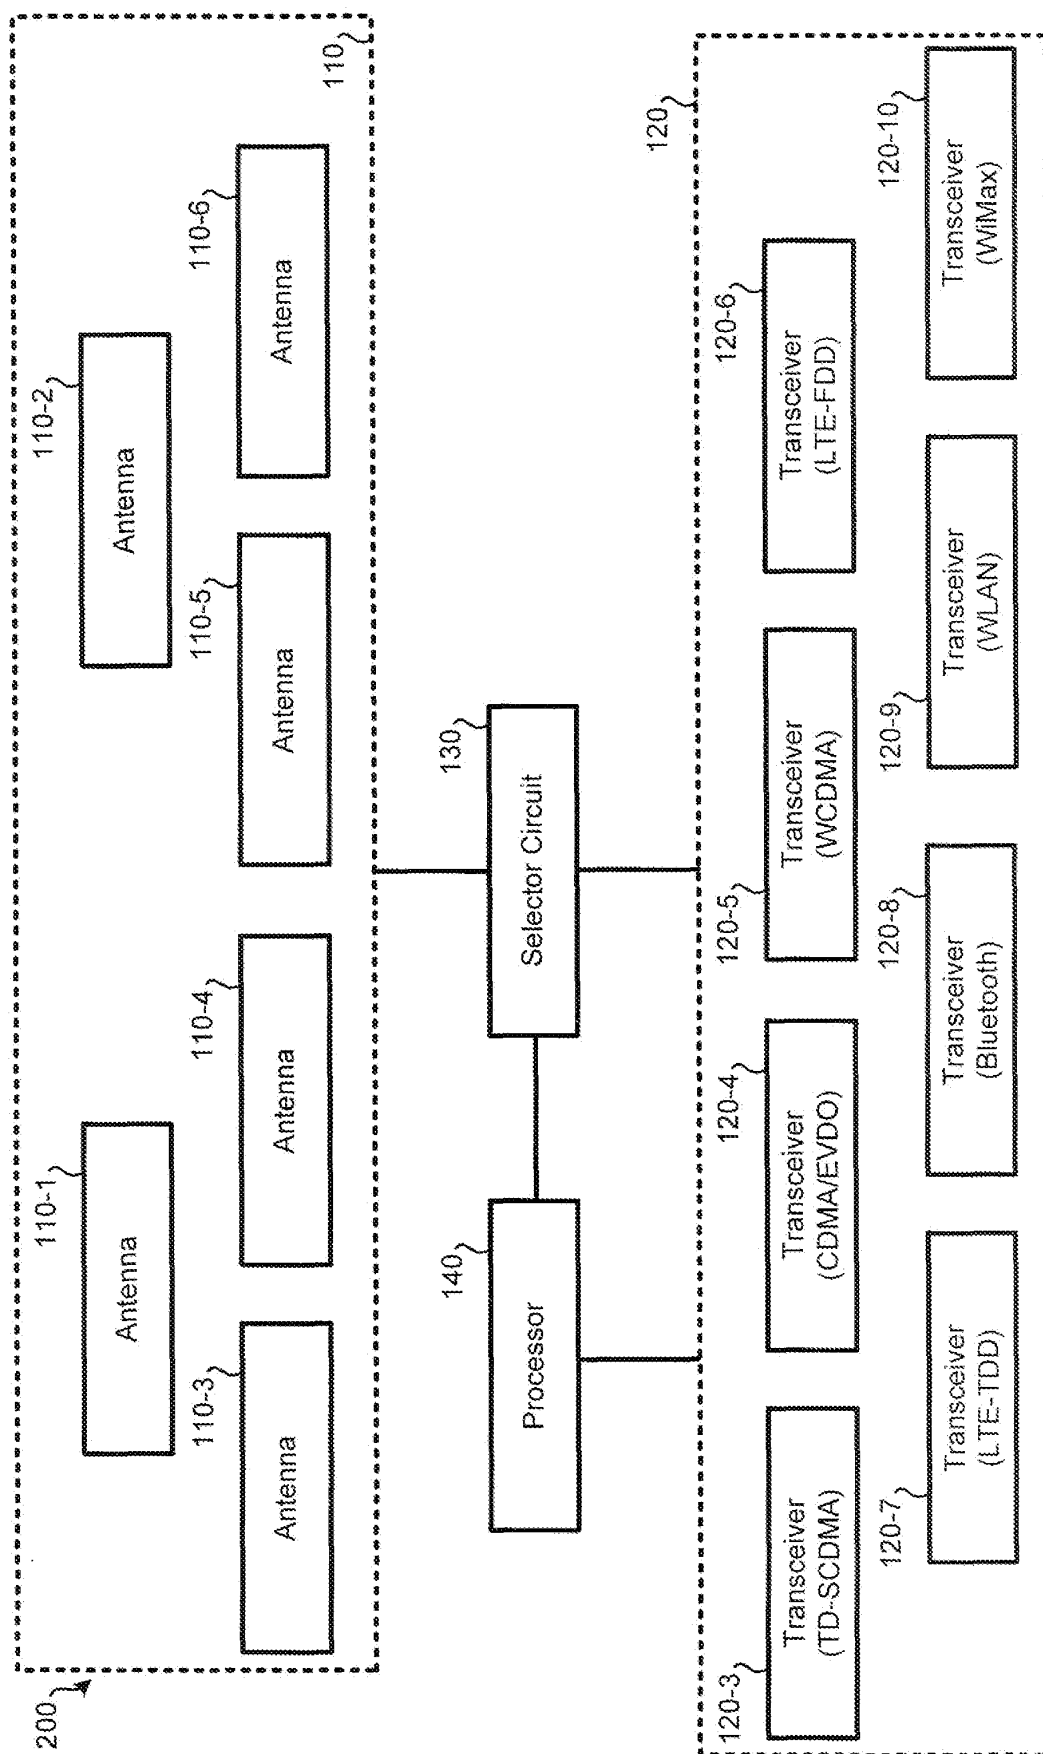 200
110
110-1
Antenna
110-2
Antenna
110-3
Antenna
110-4
Antenna
110-5
Antenna
110-6
Antenna
140
Processor
130
Selector Circuit
120
120-3
Transceiver
(TD-SCDMA)
120-4
Transceiver
(CDMA/EVDO)
120-5
Transceiver
(WCDMA)
120-6
Transceiver
(LTE-FDD)
120-7
Transceiver
(LTE-TDD)
120-8
Transceiver
(Bluetooth)
120-9
Transceiver
(WLAN)
120-10
Transceiver
(WiMax)